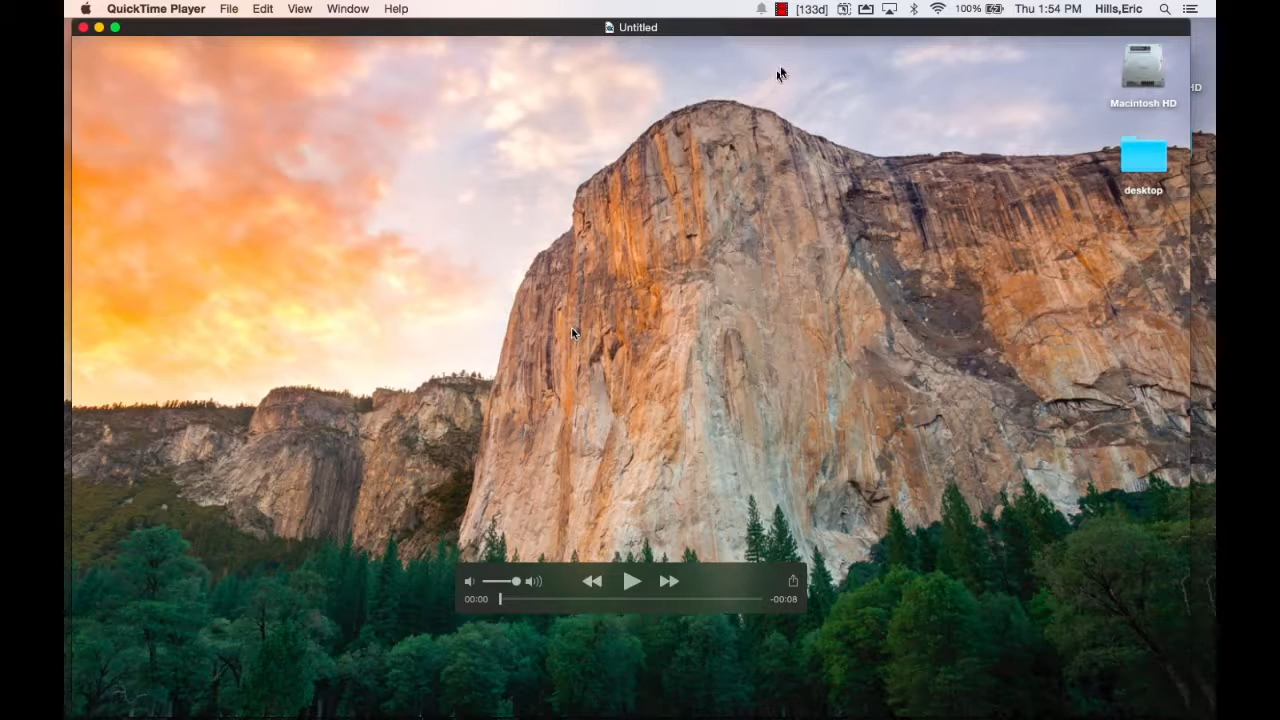 QuickTime Player File Edit View Window Help [133d] 100% Thu 1:54 PM Hills,Eric
Untitled
HD
Macintosh HD
desktop
00:00 -00:08